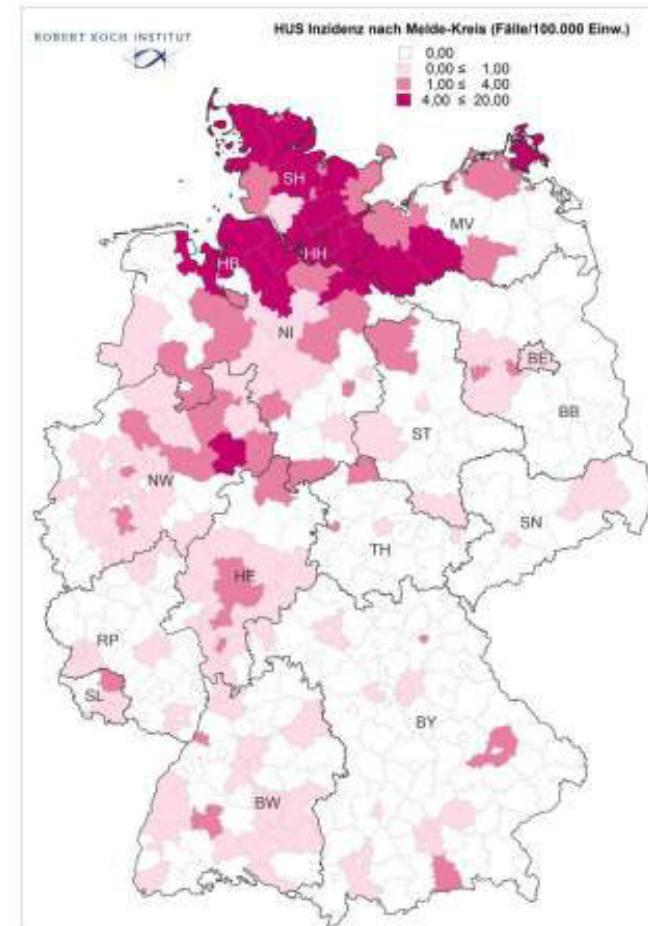 ROBERT KOCH INSTITUT
HUS Inzidenz nach Melde-Kreis (Fälle/100.000 Einw.)
0,00
0,00 ≤ 1,00
1,00 ≤ 4,00
4,00 ≤ 20,00
SH
MV
HB
HH
NI
BE
BB
ST
NW
SN
TH
HE
RP
SL
BY
BW